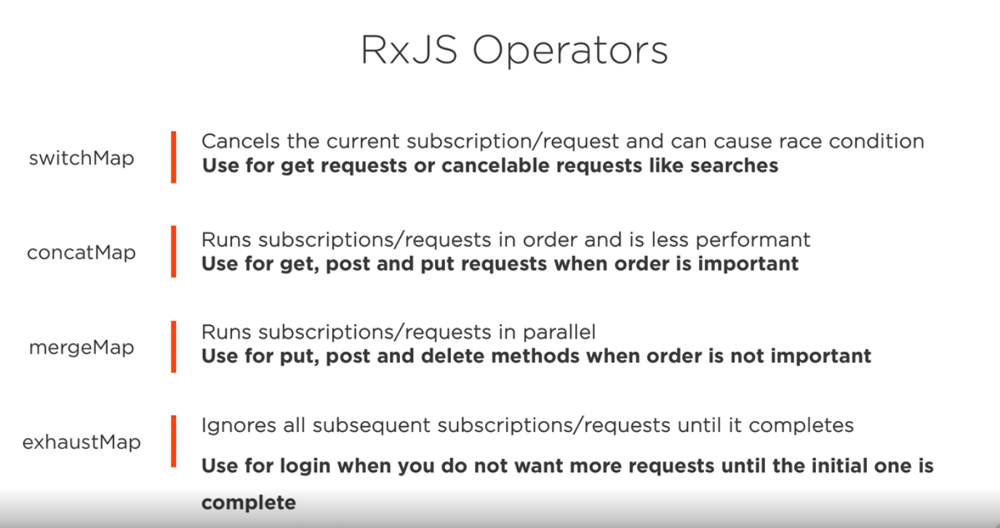 RxJS Operators
switchMap
Cancels the current subscription/request and can cause race condition
Use for get requests or cancelable requests like searches
concatMap
Runs subscriptions/requests in order and is less performant
Use for get, post and put requests when order is important
mergeMap
Runs subscriptions/requests in parallel
Use for put, post and delete methods when order is not important
exhaustMap
Ignores all subsequent subscriptions/requests until it completes
Use for login when you do not want more requests until the initial one is
complete